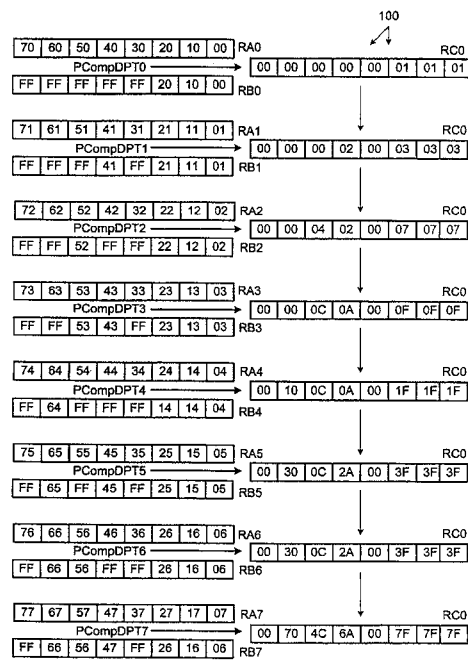 100
70 60 50 40 30 20 10 00 RA0 RC0
PCompDPT0 00 00 00 00 00 01 01 01
FF FF FF FF FF 20 10 00 RB0
71 61 51 41 31 21 11 01 RA1 RC0
PCompDPT1 00 00 00 02 00 03 03 03
FF FF FF 41 FF 21 11 01 RB1
72 62 52 42 32 22 12 02 RA2 RC0
PCompDPT2 00 00 04 02 00 07 07 07
FF FF 52 FF FF 22 12 02 RB2
73 63 53 43 33 23 13 03 RA3 RC0
PCompDPT3 00 00 0C 0A 00 0F 0F 0F
FF FF 53 43 FF 23 13 03 RB3
74 64 54 44 34 24 14 04 RA4 RC0
PCompDPT4 00 10 0C 0A 00 1F 1F 1F
FF 64 FF FF FF 14 14 04 RB4
75 65 55 45 35 25 15 05 RA5 RC0
PCompDPT5 00 30 0C 2A 00 3F 3F 3F
FF 65 FF 45 FF 25 15 05 RB5
76 66 56 46 36 26 16 06 RA6 RC0
PCompDPT6 00 30 0C 2A 00 3F 3F 3F
FF 66 56 FF FF 26 16 06 RB6
77 67 57 47 37 27 17 07 RA7 RC0
PCompDPT7 00 70 4C 6A 00 7F 7F 7F
FF 66 56 47 FF 26 16 06 RB7